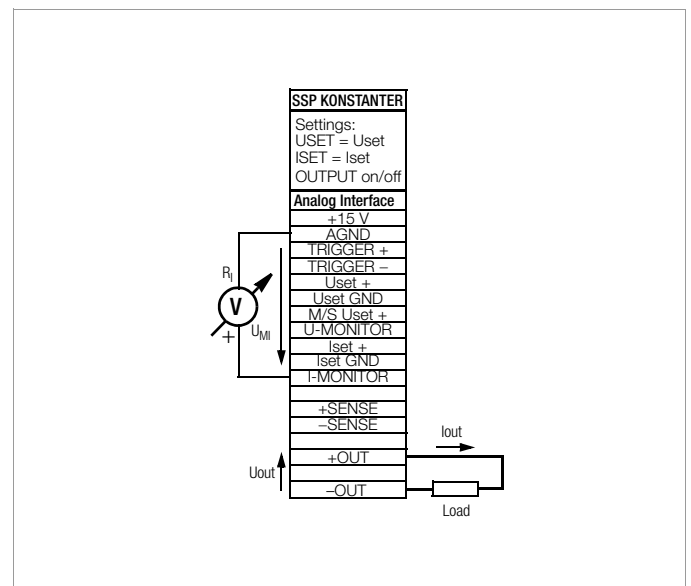 SSP KONSTANTER
Settings:
USET = Uset
ISET = Iset
OUTPUT on/off
Analog Interface
+15 V
AGND
TRIGGER +
TRIGGER –
Uset +
Uset GND
M/S Uset +
U-MONITOR
Iset +
Iset GND
I-MONITOR
+SENSE
–SENSE
+OUT
–OUT
RI
V
+
UMI
Uout
Iout
Load